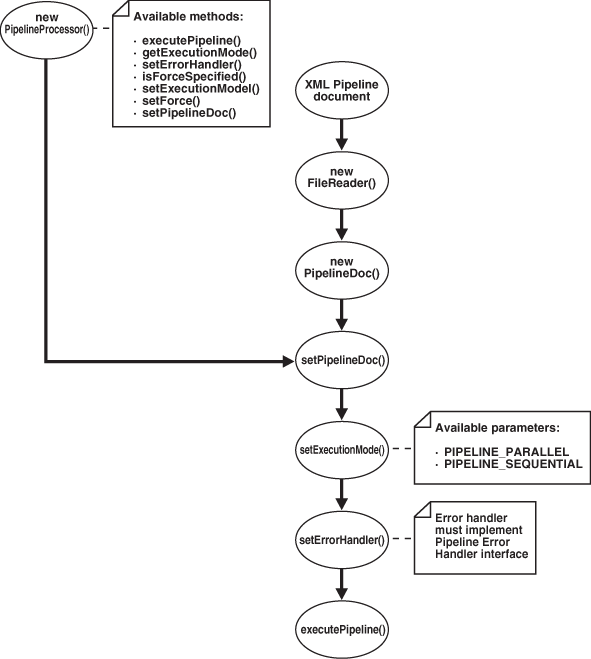 new
PipelineProcessor()
Available methods:
· executePipeline()
· getExecutionMode()
· setErrorHandler()
· isForceSpecified()
· setExecutionModel()
· setForce()
· setPipelineDoc()
XML Pipeline
document
new
FileReader()
new
PipelineDoc()
setPipelineDoc()
setExecutionMode()
Available parameters:
· PIPELINE_PARALLEL
· PIPELINE_SEQUENTIAL
setErrorHandler()
Error handler
must implement
Pipeline Error
Handler interface
executePipeline()